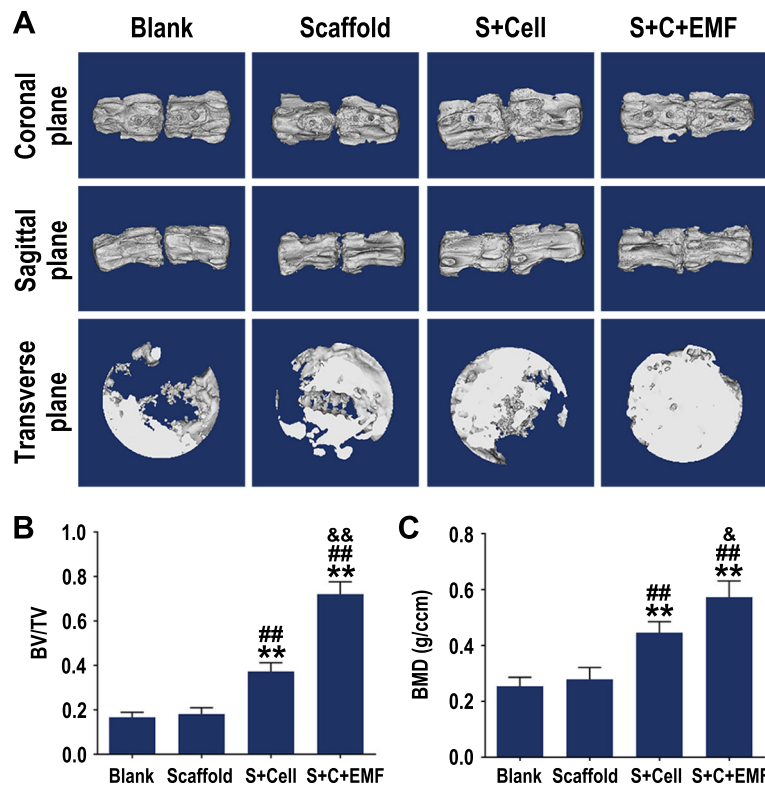 A
Blank Scaffold S+Cell S+C+EMF
Coronal
plane
Sagittal
plane
Transverse
plane
B
BV/TV
1.0
0.8
0.6
0.4
0.2
0.0
##
**
&&
##
**
Blank Scaffold S+Cell S+C+EMF
C
BMD (g/ccm)
0.8
0.6
0.4
0.2
0.0
##
**
&
##
**
Blank Scaffold S+Cell S+C+EMF